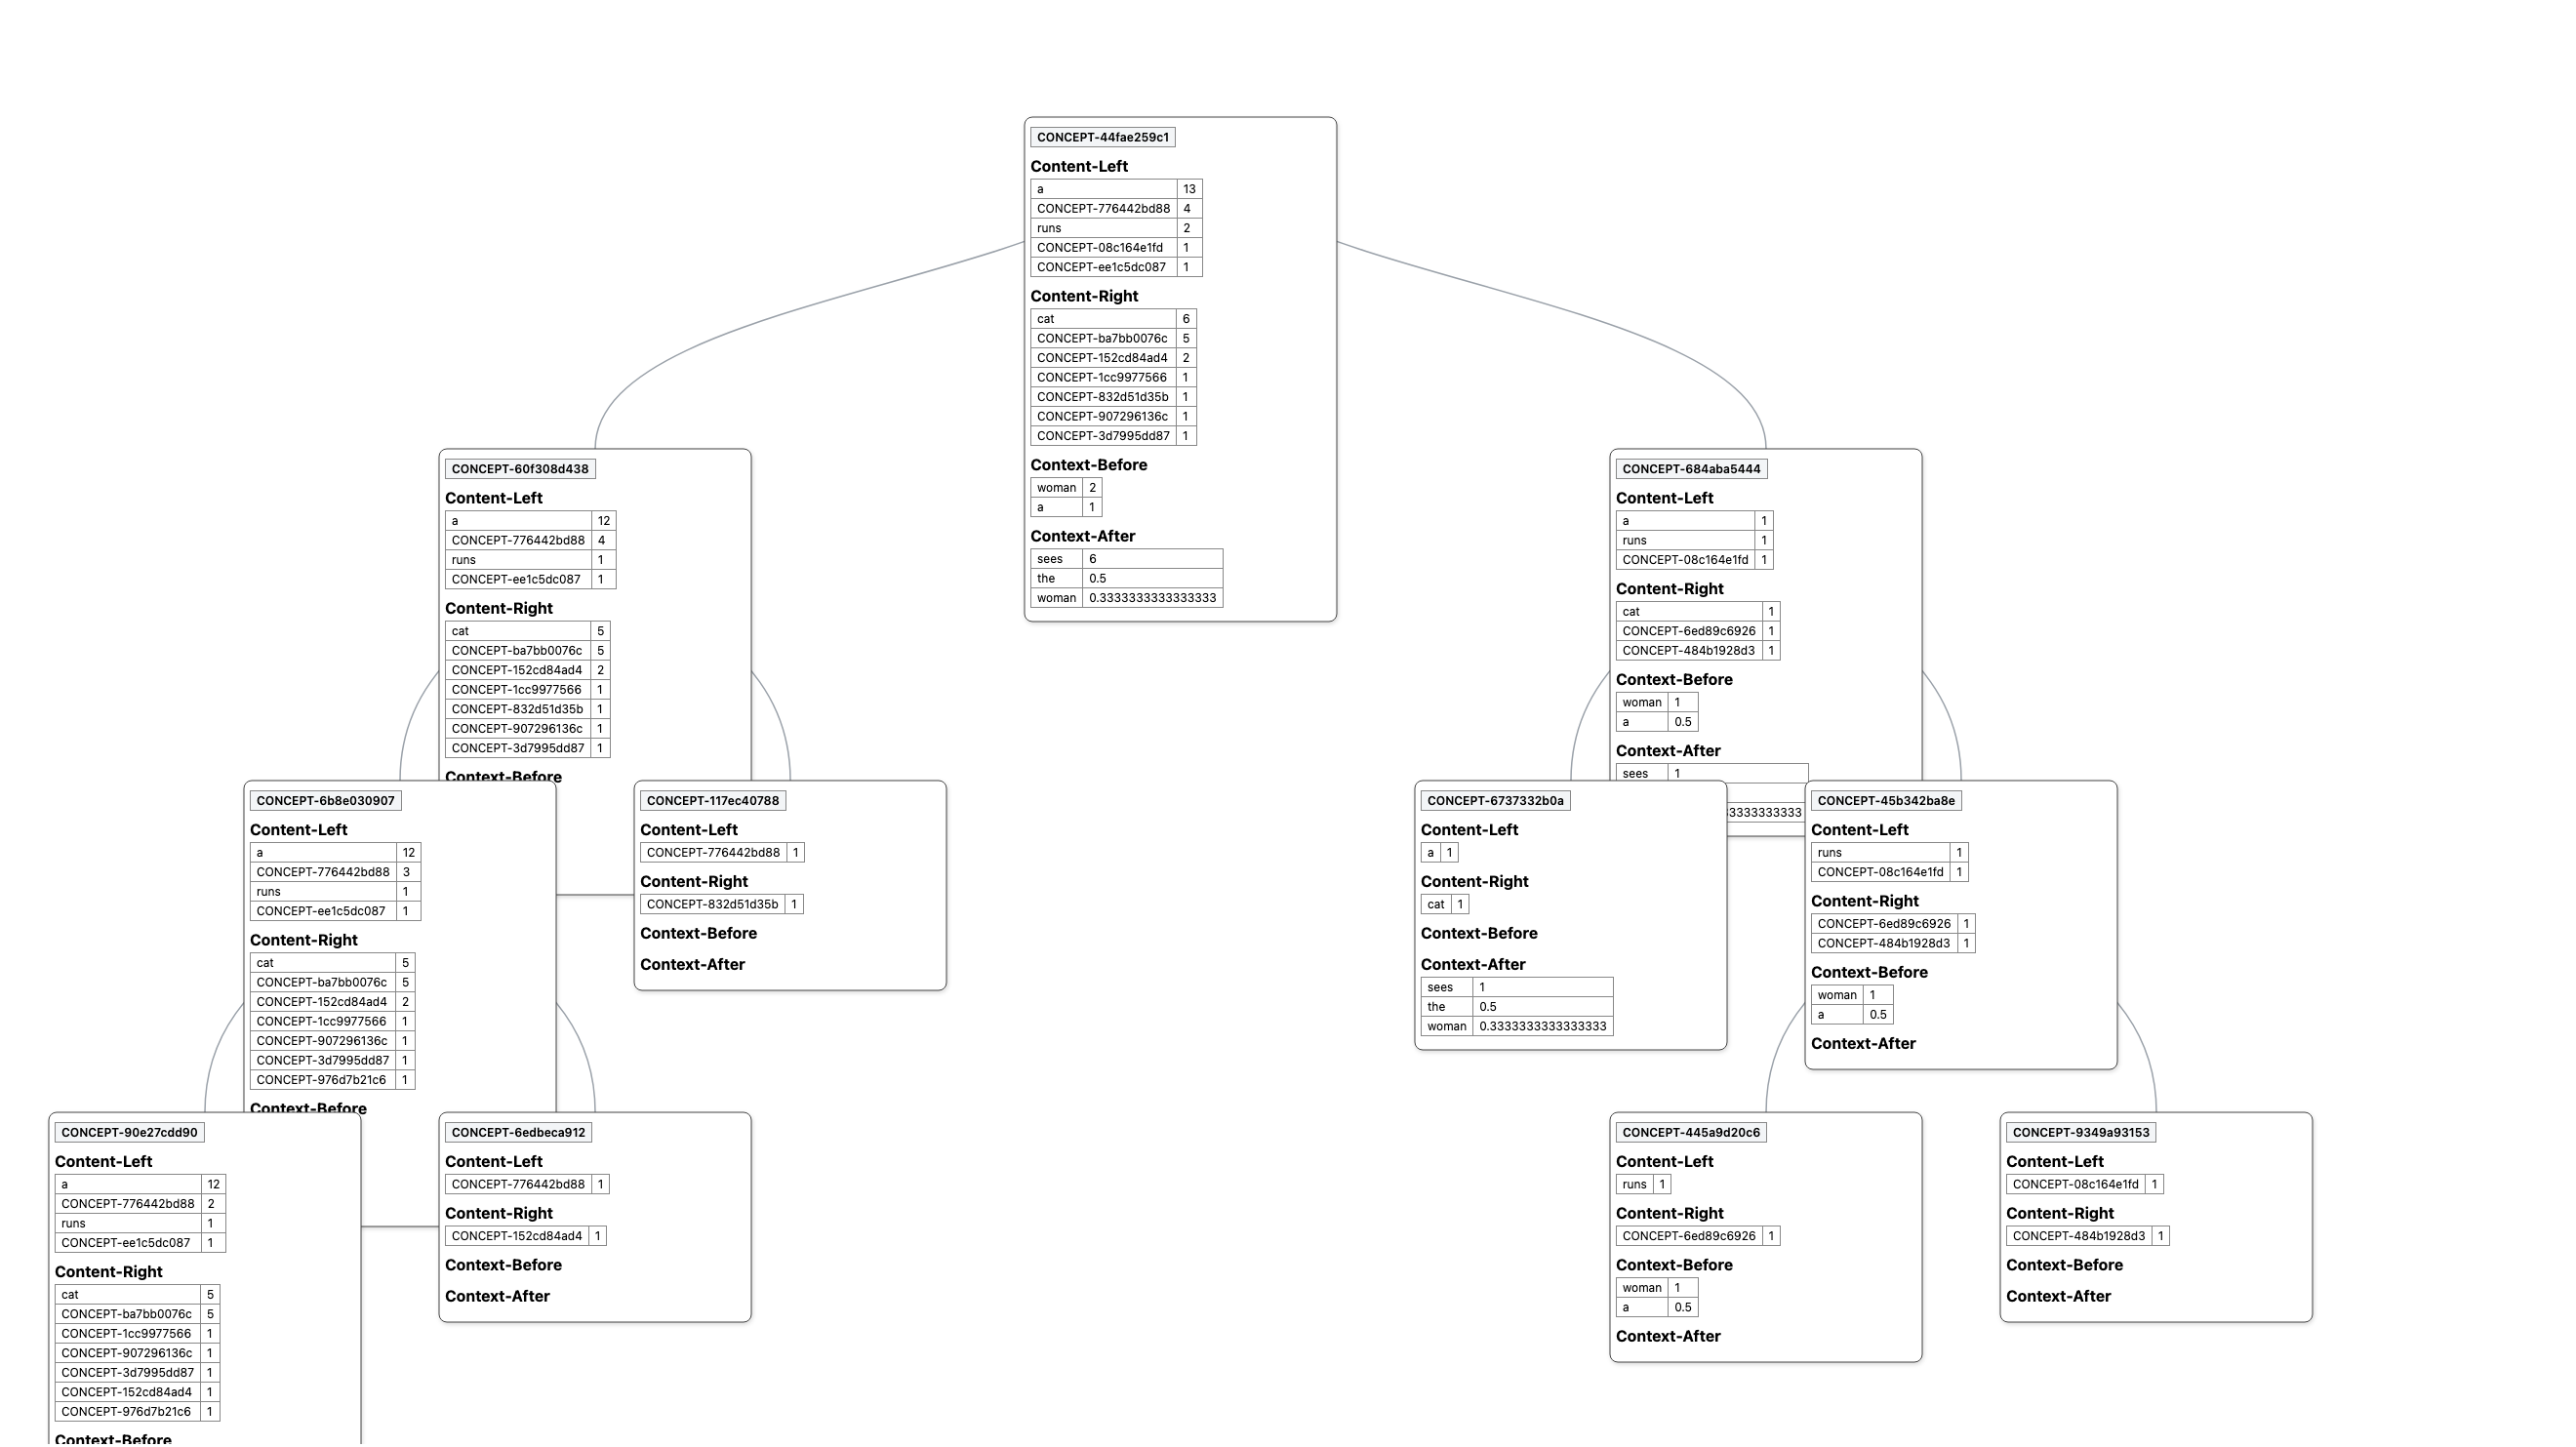 CONCEPT-44fae259c1
Content-Left
a 13
CONCEPT-776442bd88 4
runs 2
CONCEPT-08c164e1fd 1
CONCEPT-ee1c5dc087 1
Content-Right
cat 6
CONCEPT-ba7bb0076c 5
CONCEPT-152cd84ad4 2
CONCEPT-1cc9977566 1
CONCEPT-832d51d35b 1
CONCEPT-907296136c 1
CONCEPT-3d7995dd87 1
Context-Before
woman 2
a 1
Context-After
sees 6
the 0.5
woman 0.3333333333333333
CONCEPT-60f308d438
Content-Left
a 12
CONCEPT-776442bd88 4
runs 1
CONCEPT-ee1c5dc087 1
Content-Right
cat 5
CONCEPT-ba7bb0076c 5
CONCEPT-152cd84ad4 2
CONCEPT-1cc9977566 1
CONCEPT-832d51d35b 1
CONCEPT-907296136c 1
CONCEPT-3d7995dd87 1
Context-Before
CONCEPT-684aba5444
Content-Left
a 1
runs 1
CONCEPT-08c164e1fd 1
Content-Right
cat 1
CONCEPT-6ed89c6926 1
CONCEPT-484b1928d3 1
Context-Before
woman 1
a 0.5
Context-After
sees 1
CONCEPT-6b8e030907
Content-Left
a 12
CONCEPT-776442bd88 3
runs 1
CONCEPT-ee1c5dc087 1
Content-Right
cat 5
CONCEPT-ba7bb0076c 5
CONCEPT-152cd84ad4 2
CONCEPT-1cc9977566 1
CONCEPT-907296136c 1
CONCEPT-3d7995dd87 1
CONCEPT-976d7b21c6 1
Context-Before
CONCEPT-117ec40788
Content-Left
CONCEPT-776442bd88 1
Content-Right
CONCEPT-832d51d35b 1
Context-Before
Context-After
CONCEPT-6737332b0a
Content-Left
a 1
Content-Right
cat 1
Context-Before
Context-After
sees 1
the 0.5
woman 0.3333333333333333
CONCEPT-45b342ba8e
Content-Left
runs 1
CONCEPT-08c164e1fd 1
Content-Right
CONCEPT-6ed89c6926 1
CONCEPT-484b1928d3 1
Context-Before
woman 1
a 0.5
Context-After
CONCEPT-90e27cdd90
Content-Left
a 12
CONCEPT-776442bd88 2
runs 1
CONCEPT-ee1c5dc087 1
Content-Right
cat 5
CONCEPT-ba7bb0076c 5
CONCEPT-1cc9977566 1
CONCEPT-907296136c 1
CONCEPT-3d7995dd87 1
CONCEPT-152cd84ad4 1
CONCEPT-976d7b21c6 1
Context-Before
CONCEPT-6edbeca912
Content-Left
CONCEPT-776442bd88 1
Content-Right
CONCEPT-152cd84ad4 1
Context-Before
Context-After
CONCEPT-445a9d20c6
Content-Left
runs 1
Content-Right
CONCEPT-6ed89c6926 1
Context-Before
woman 1
a 0.5
Context-After
CONCEPT-9349a93153
Content-Left
CONCEPT-08c164e1fd 1
Content-Right
CONCEPT-484b1928d3 1
Context-Before
Context-After